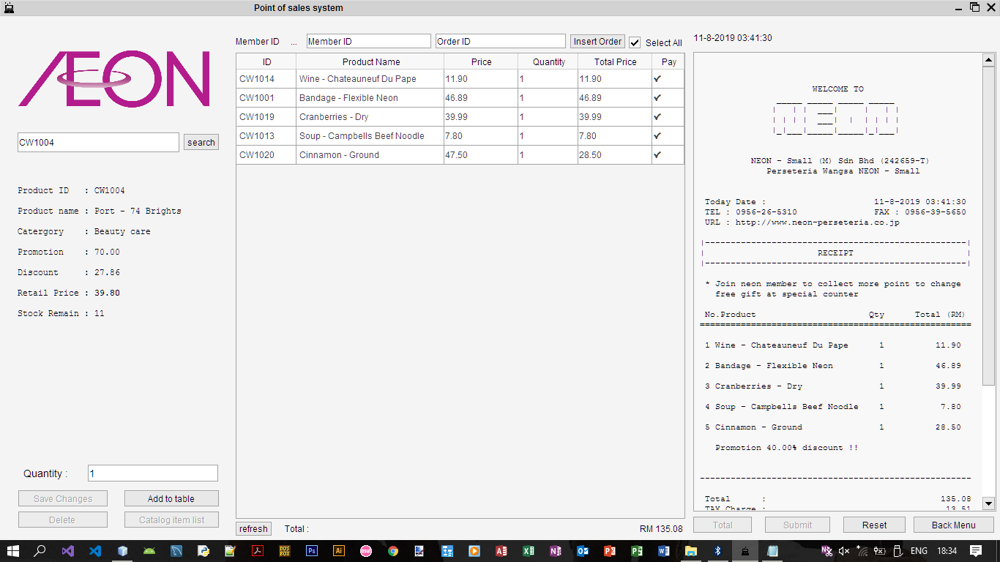 Point of sales system
ÆON
CW1004 search
Product ID : CW1004
Product name : Port - 74 Brights
Catergory : Beauty care
Promotion : 70.00
Discount : 27.86
Retail Price : 39.80
Stock Remain : 11
Quantity : 1
Save Changes Add to table
Delete Catalog item list
Member ID ... Member ID Order ID Insert Order Select All
ID Product Name Price Quantity Total Price Pay
CW1014 Wine - Chateauneuf Du Pape 11.90 1 11.90
CW1001 Bandage - Flexible Neon 46.89 1 46.89
CW1019 Cranberries - Dry 39.99 1 39.99
CW1013 Soup - Campbells Beef Noodle 7.80 1 7.80
CW1020 Cinnamon - Ground 47.50 1 28.50
refresh Total : RM 135.08
11-8-2019 03:41:30
WELCOME TO
NEON - Small (M) Sdn Bhd (242659-T)
Perseteria Wangsa NEON - Small
Today Date : 11-8-2019 03:41:30
TEL : 0956-26-5310 FAX : 0956-39-5650
URL : http://www.neon-perseteria.co.jp
RECEIPT
* Join neon member to collect more point to change
free gift at special counter
No.Product Qty Total (RM)
1 Wine - Chateauneuf Du Pape 1 11.90
2 Bandage - Flexible Neon 1 46.89
3 Cranberries - Dry 1 39.99
4 Soup - Campbells Beef Noodle 1 7.80
5 Cinnamon - Ground 1 28.50
Promotion 40.00% discount !!
Total : 135.08
TAX Charge : 13.51
Total Submit Reset Back Menu
ENG 18:34